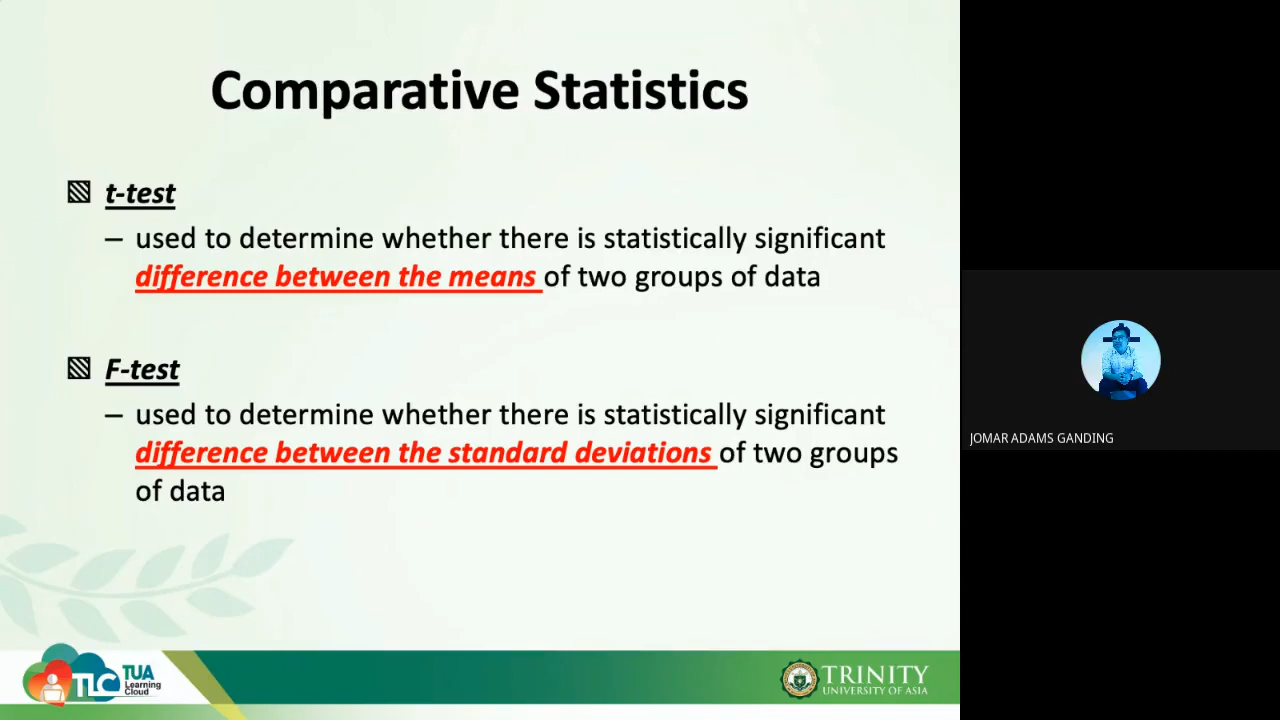 Comparative Statistics
t-test
– used to determine whether there is statistically significant
difference between the means of two groups of data
F-test
– used to determine whether there is statistically significant
difference between the standard deviations of two groups
of data
JOMAR ADAMS GANDING
TLC TUA
Learning
Cloud
TRINITY
UNIVERSITY OF ASIA